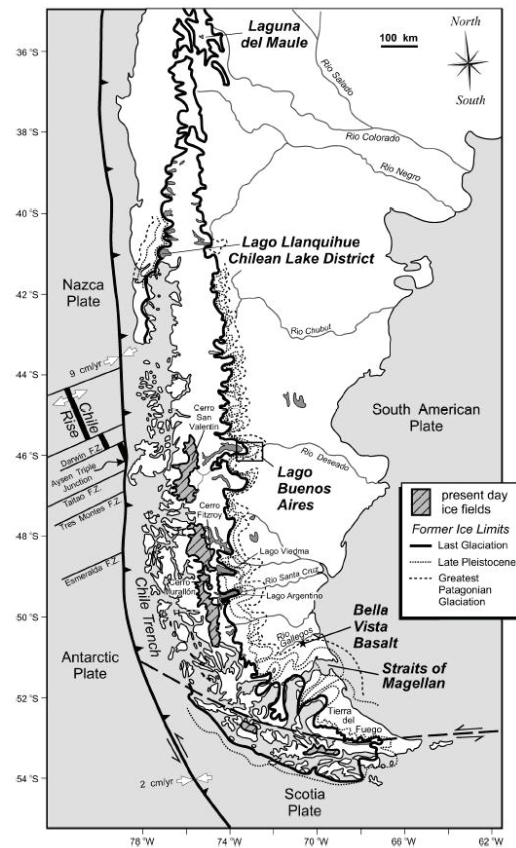 36°S
38 °S
40 °S
42 °S
44 °S
46 °S
48 °S
50 °S
52 °S
54 °S
78 °W
74 °W
70 °W
66 °W
62 °W
Laguna
del Maule
100 km
North
South
Rio Salado
Rio Colorado
Rio Negro
Lago Llanquihue
Chilean Lake District
Nazca
Plate
Rio Chubut
9 cm/yr
Chile
Rise
Cerro
San
Valentin
South American
Plate
Darwin F.Z.
Aysen Triple
Junction
Taitao F.Z.
Tres Montes F.Z.
Esmeralda F.Z.
Rio
Deseado
Lago
Buenos
Aires
Cerro
Fitzroy
Lago Viedma
Rio Santa Cruz
Lago Argentino
Cerro
Murallón
Chile Trench
Rio
Gallegos
Bella
Vista
Basalt
Straits of
Magellan
Antarctic
Plate
Tierra
del
Fuego
2 cm/yr
Scotia
Plate
present day
ice fields
Former Ice Limits
Last Glaciation
Late Pleistocene
Greatest
Patagonian
Glaciation